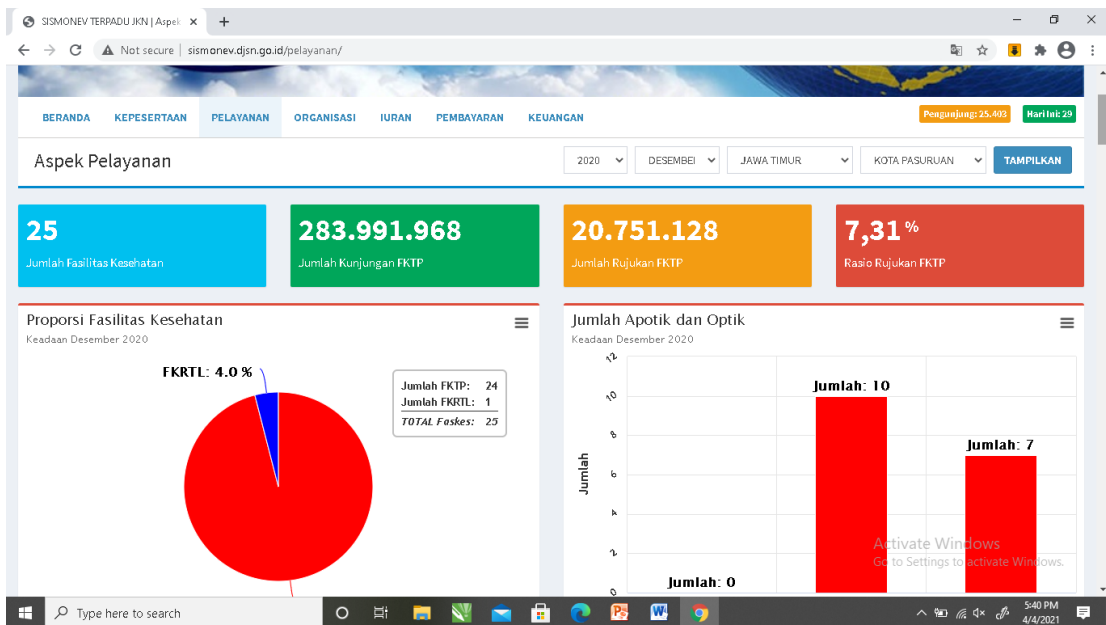 SISMONEV TERPADU JKN | Aspek
Not secure | sismonev.djsn.go.id/pelayanan/
BERANDA KEPESERTAAN PELAYANAN ORGANISASI IURAN PEMBAYARAN KEUANGAN
Pengunjung: 25.403 Hari Ini: 29
Aspek Pelayanan
2020 DESEMBEI JAWA TIMUR KOTA PASURUAN TAMPILKAN
25
Jumlah Fasilitas Kesehatan
283.991.968
Jumlah Kunjungan FKTP
20.751.128
Jumlah Rujukan FKTP
7,31 %
Rasio Rujukan FKTP
Proporsi Fasilitas Kesehatan
Keadaan Desember 2020
FKRTL: 4.0 %
Jumlah FKTP: 24
Jumlah FKRTL: 1
TOTAL Faskes: 25
Jumlah Apotik dan Optik
Keadaan Desember 2020
12
10
8
6
4
2
0
Jumlah
Jumlah: 0
Jumlah: 10
Jumlah: 7
Activate Windows
Go to Settings to activate Windows.
Type here to search
5:40 PM
4/4/2021